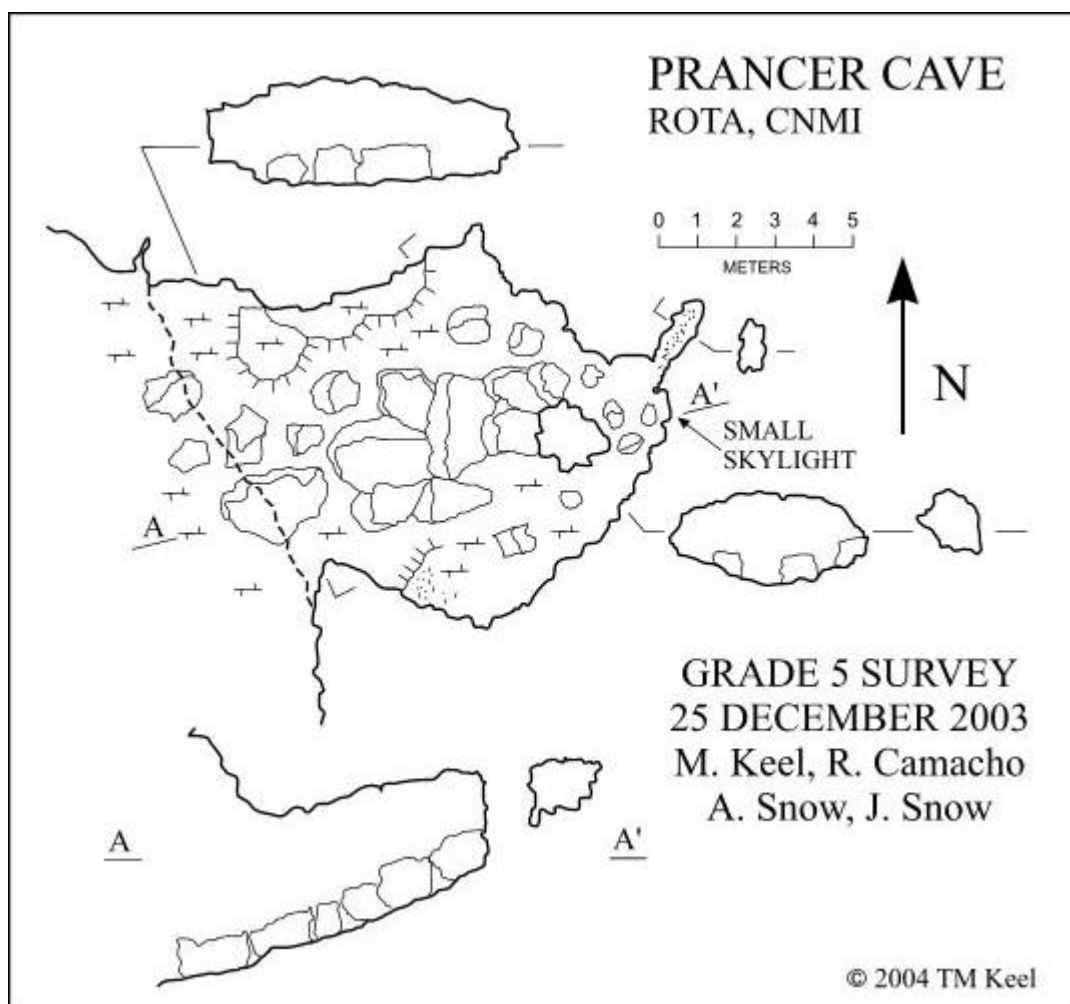 PRANCER CAVE
ROTA, CNMI
0 1 2 3 4 5
METERS
N
A'
SMALL
SKYLIGHT
A
GRADE 5 SURVEY
25 DECEMBER 2003
M. Keel, R. Camacho
A. Snow, J. Snow
A A'
© 2004 TM Keel